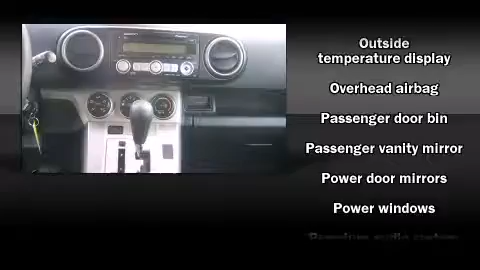 Outside
temperature display
Overhead airbag
Passenger door bin
Passenger vanity mirror
Power door mirrors
Power windows